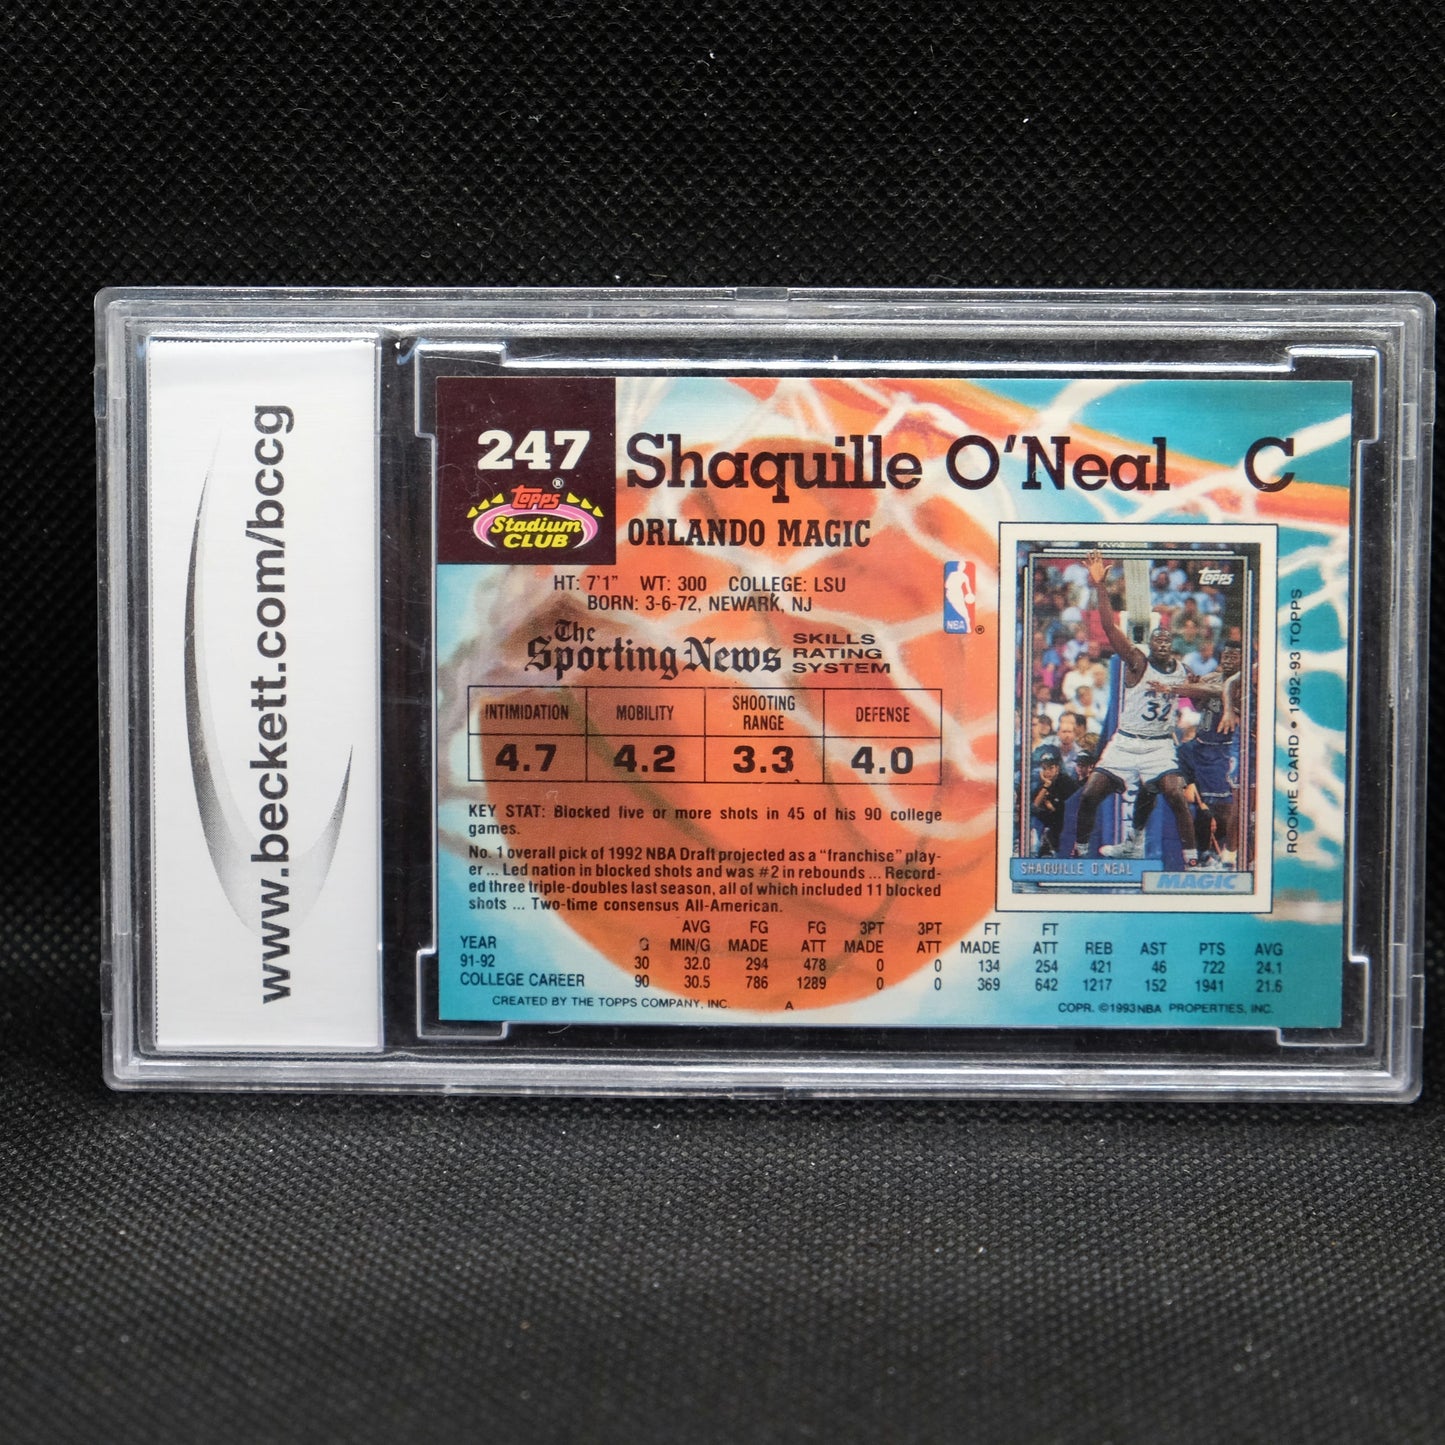 www.beckett.com/bccg
247
Topps®
Stadium
CLUB
Shaquille O'Neal C
ORLANDO MAGIC
HT: 7'1" WT: 300 COLLEGE: LSU
BORN: 3-6-72, NEWARK, NJ
NBA ®
The
Sporting News
SKILLS
RATING
SYSTEM
INTIMIDATION MOBILITY SHOOTING RANGE DEFENSE
4.7 4.2 3.3 4.0
KEY STAT: Blocked five or more shots in 45 of his 90 college
games.
No. 1 overall pick of 1992 NBA Draft projected as a "franchise" play-
er ... Led nation in blocked shots and was #2 in rebounds ... Record-
ed three triple-doubles last season, all of which included 11 blocked
shots ... Two-time consensus All-American.
Topps
32
SHAQUILLE O'NEAL
MAGIC
ROOKIE CARD • 1992-93 TOPPS
AVG FG FG 3PT 3PT FT FT
YEAR G MIN/G MADE ATT MADE ATT MADE ATT REB AST PTS AVG
91-92 30 32.0 294 478 0 0 134 254 421 46 722 24.1
COLLEGE CAREER 90 30.5 786 1289 0 0 369 642 1217 152 1941 21.6
CREATED BY THE TOPPS COMPANY, INC. A COPR. ©1993 NBA PROPERTIES, INC.